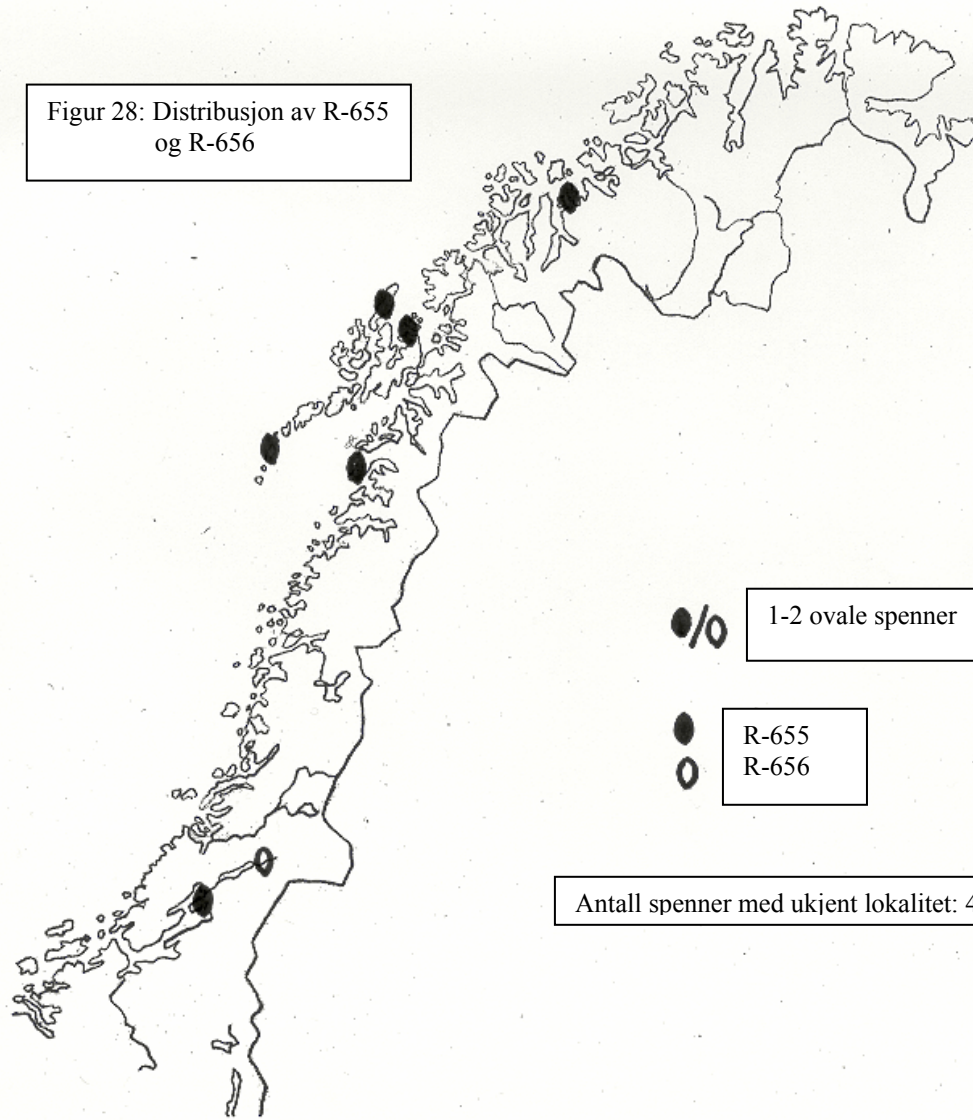 Figur 28: Distribusjon av R-655
og R-656
1-2 ovale spenner
R-655
R-656
Antall spenner med ukjent lokalitet: 4